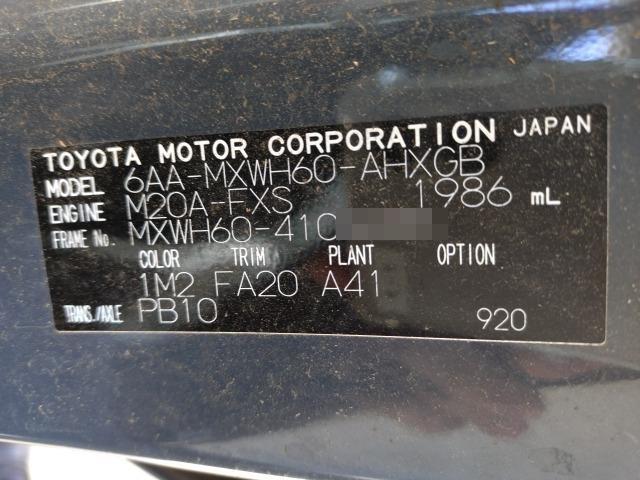 TOYOTA MOTOR CORPORATION JAPAN
MODEL 6AA-MXWH60-AHXGB
ENGINE M20A-FXS 1986 mL
FRAME No. MXWH60-410
COLOR TRIM PLANT OPTION
1M2 FA20 A41
TRANS./AXLE PB10 920